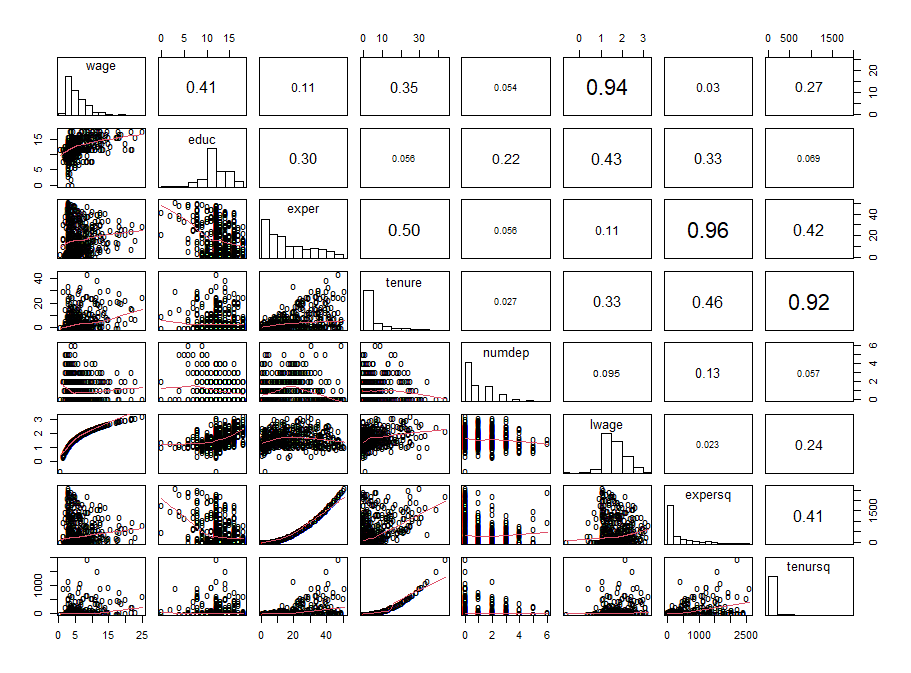 0 5 10 15 0 10 30 0 1 2 3 0 500 1500
wage 0.41 0.11 0.35 0.054 0.94 0.03 0.27 0 10 20
0 5 15 educ 0.30 0.056 0.22 0.43 0.33 0.069
exper 0.50 0.056 0.11 0.96 0.42 0 20 40
0 20 40 tenure 0.027 0.33 0.46 0.92
numdep 0.095 0.13 0.057 0 2 4 6
0 1 2 3 lwage 0.023 0.24
expersq 0.41 0 1500
0 1000 tenursq
0 5 15 25 0 20 40 0 1 2 3 4 5 6 0 1000 2500